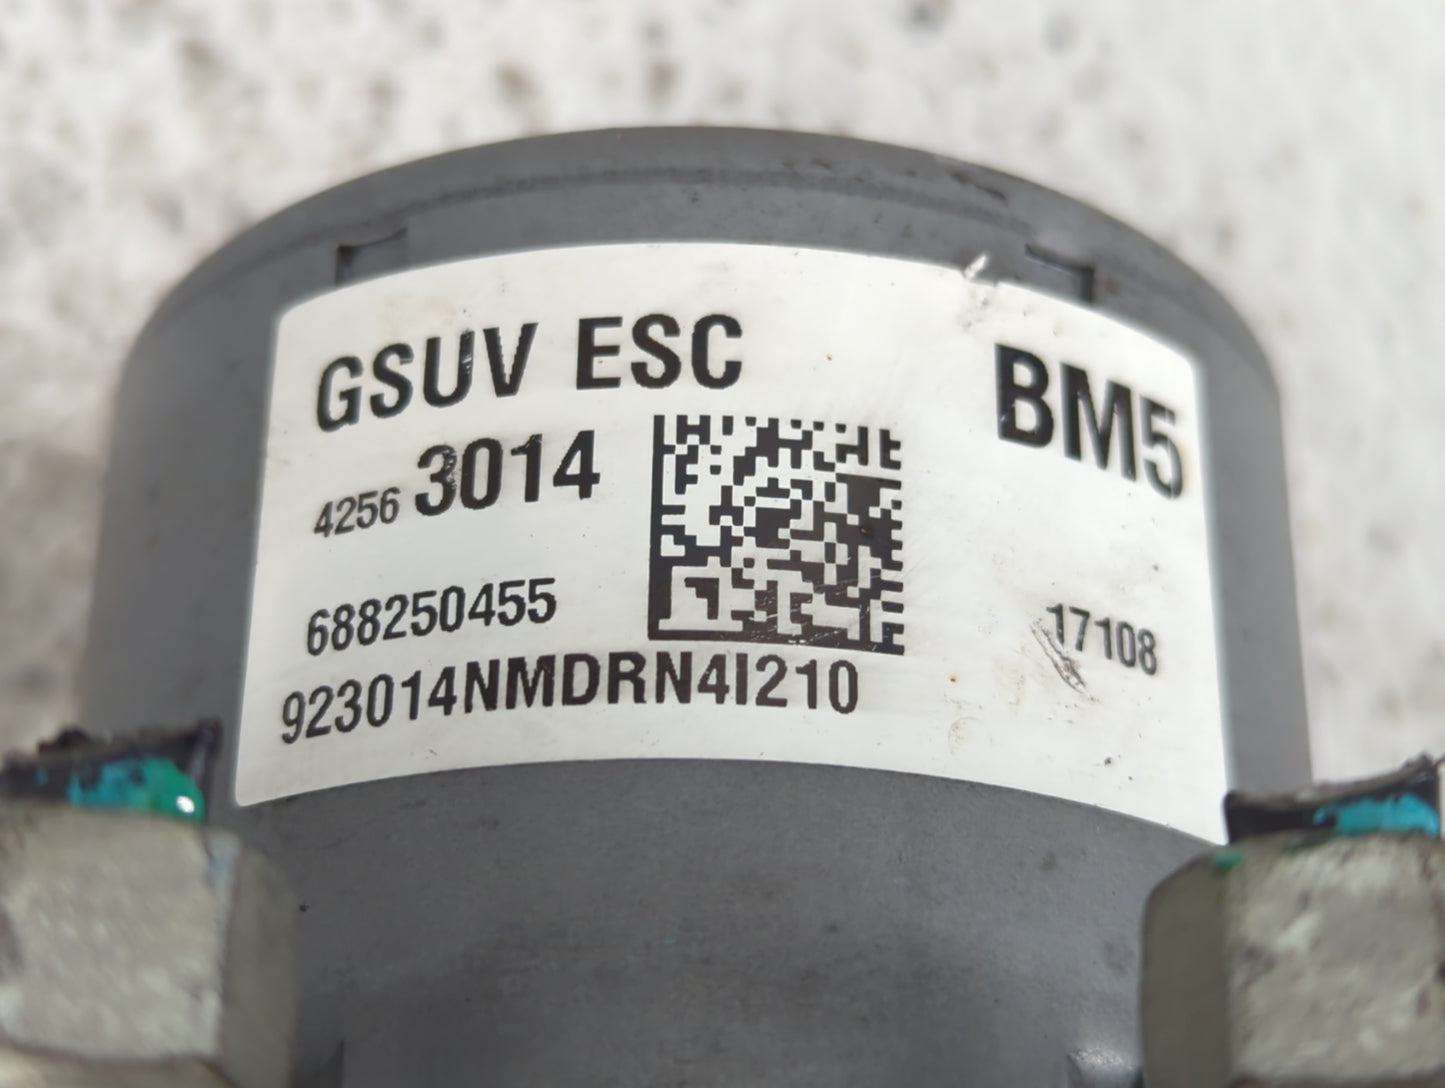 GSUV ESC
BM5
4256 3014
688250455
17108
923014NMDRN4I210